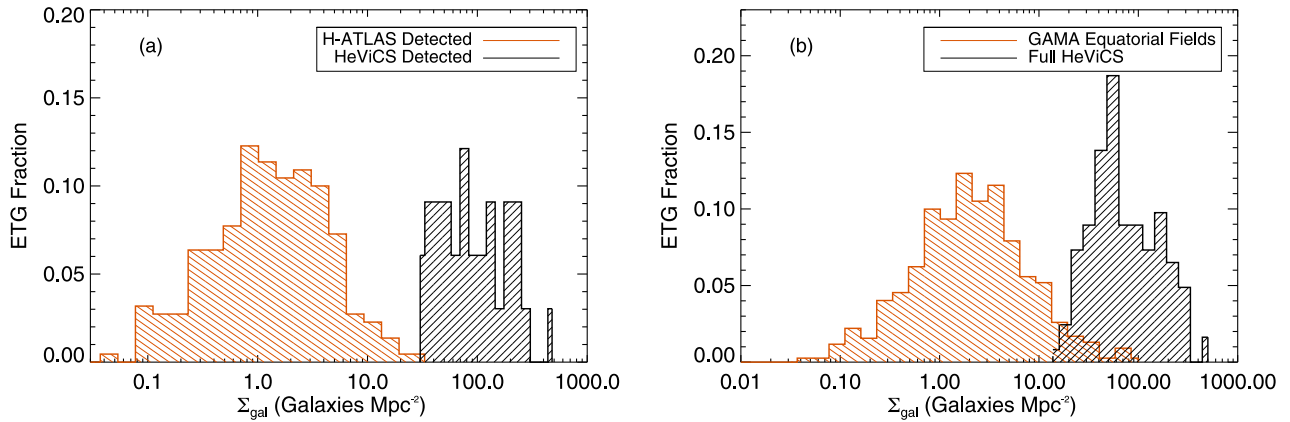 (a)
H-ATLAS Detected
HeViCS Detected
0.20
0.15
0.10
0.05
0.00
ETG Fraction
0.1 1.0 10.0 100.0 1000.0
Σgal (Galaxies Mpc-2)
(b)
GAMA Equatorial Fields
Full HeViCS
0.20
0.15
0.10
0.05
0.00
ETG Fraction
0.01 0.10 1.00 10.00 100.00 1000.00
Σgal (Galaxies Mpc-2)